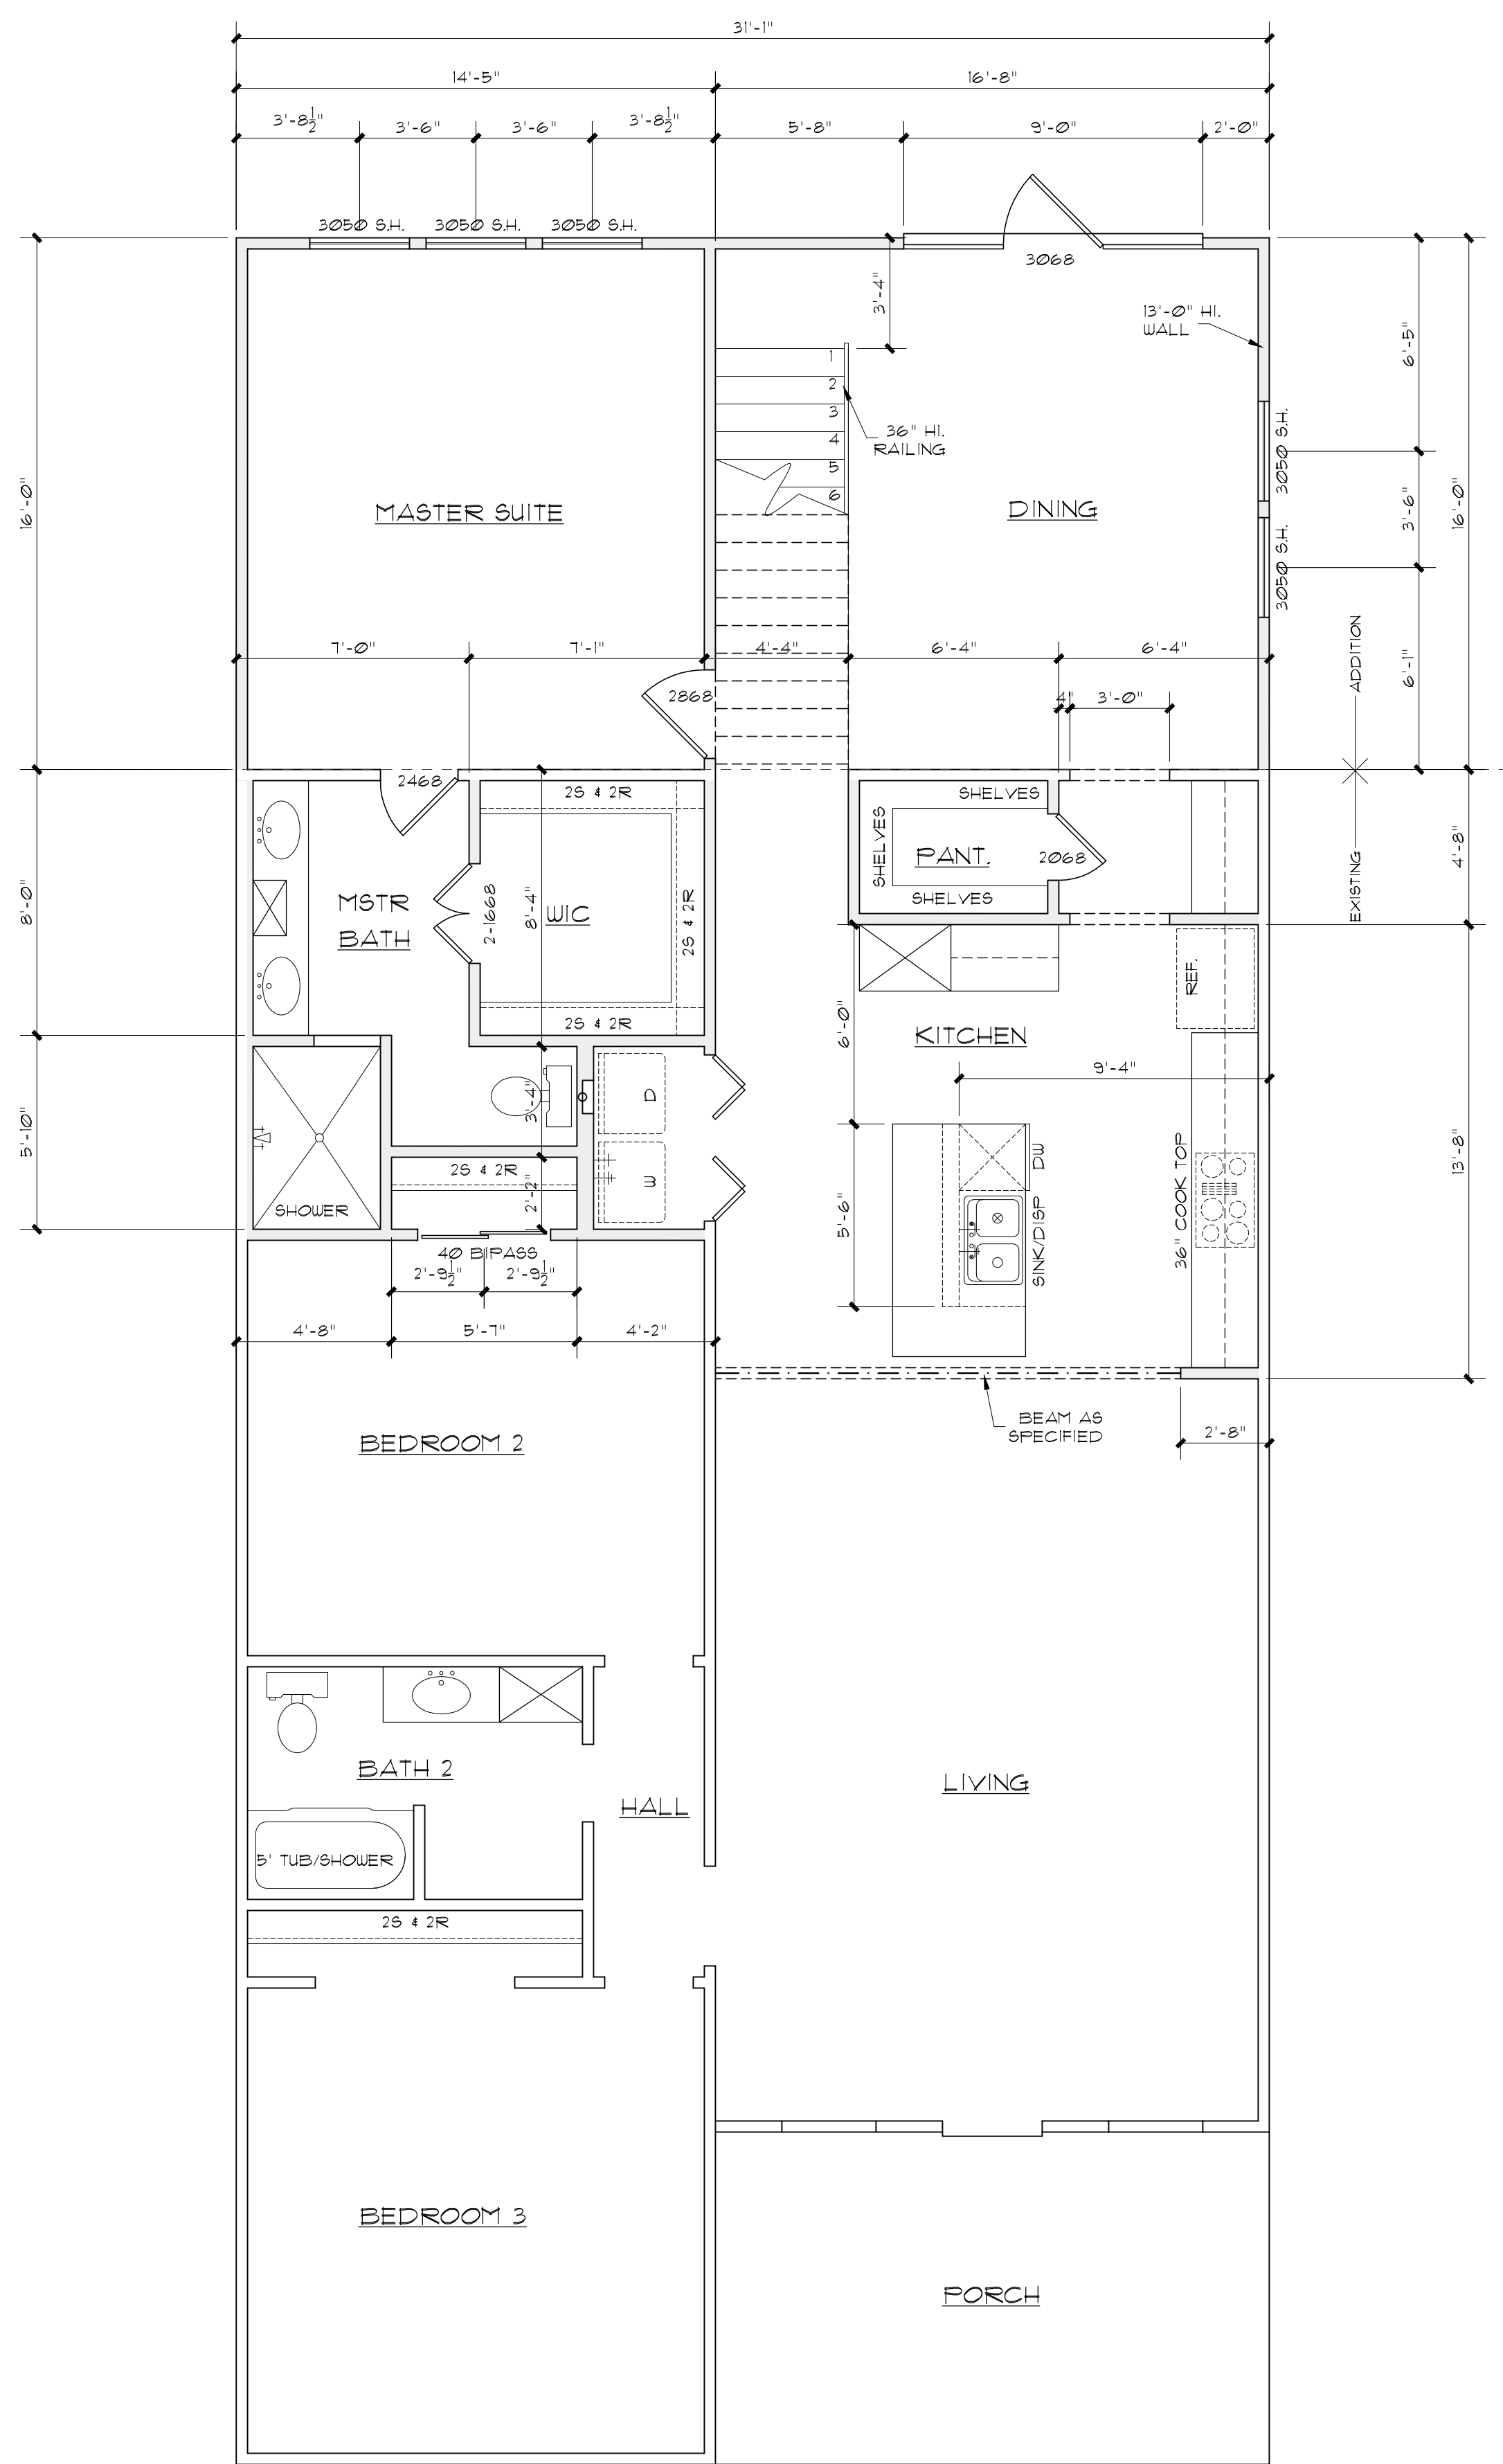 31'-1"
14'-5"
16'-8"
3'-8½"
3'-6"
3'-6"
3'-8½"
5'-8"
9'-0"
2'-0"
3050 S.H.
3050 S.H.
3050 S.H.
3068
3'-4"
13'-0" HI.
WALL
6'-5"
1
2
3
4
5
6
36" HI.
RAILING
3050 S.H.
MASTER SUITE
DINING
16'-0"
3'-6"
16'-0"
3050 S.H.
7'-0"
7'-1"
4'-4"
6'-4"
6'-4"
6'-1"
ADDITION
2868
4"
3'-0"
2468
2S & 2R
SHELVES
SHELVES
PANT.
2068
SHELVES
EXISTING
4'-8"
8'-0"
MSTR
BATH
2-1668
8'-4"
WIC
2S & 2R
2S & 2R
REF.
6'-0"
KITCHEN
9'-4"
5'-10"
3'-4"
D
W
DW
SINK/DISP
36" COOK TOP
13'-8"
2S & 2R
2'-2"
SHOWER
5'-6"
40 BIPASS
2'-9½"
2'-9½"
4'-8"
5'-7"
4'-2"
BEAM AS
SPECIFIED
2'-8"
BEDROOM 2
BATH 2
HALL
LIVING
5' TUB/SHOWER
2S & 2R
BEDROOM 3
PORCH